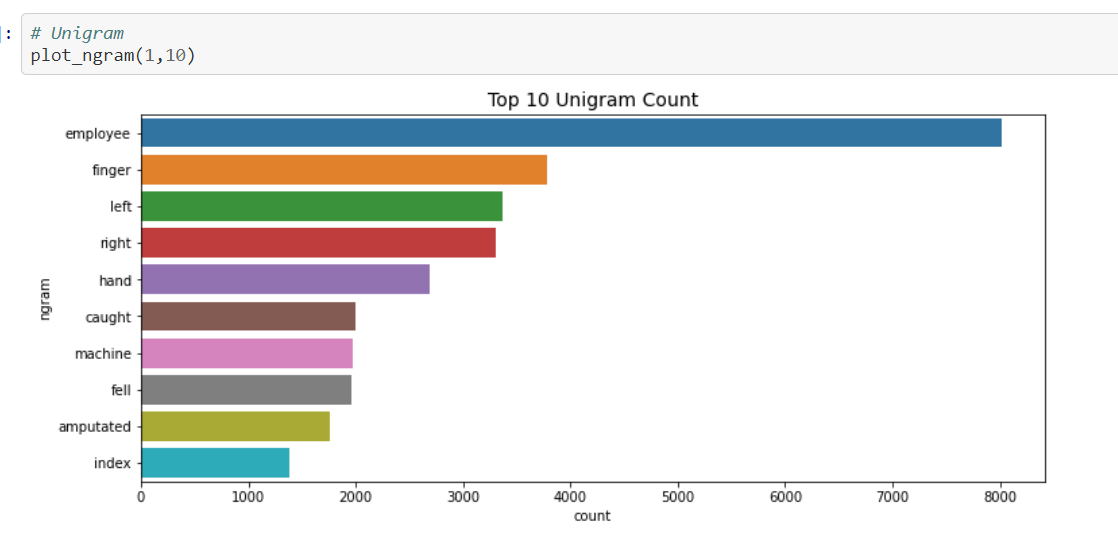 ]: # Unigram
plot_ngram(1,10)
Top 10 Unigram Count
employee
finger
left
right
hand
caught
machine
fell
amputated
index
ngram
0 1000 2000 3000 4000 5000 6000 7000 8000
count